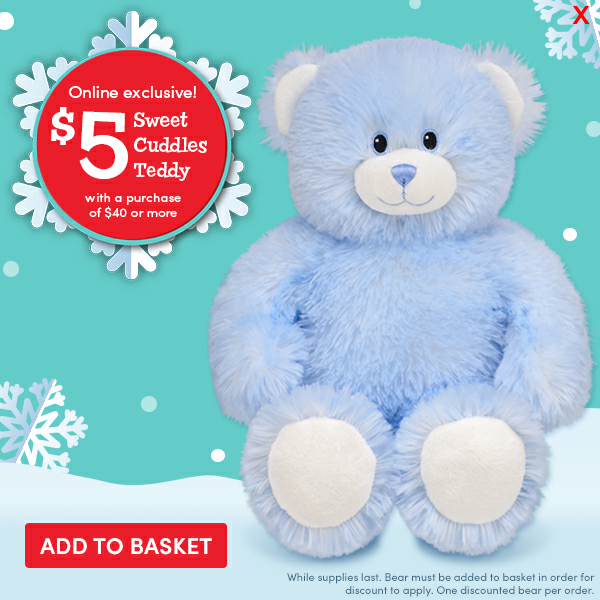 X
Online exclusive!
$5 Sweet
Cuddles
Teddy
with a purchase
of $40 or more
ADD TO BASKET
While supplies last. Bear must be added to basket in order for
discount to apply. One discounted bear per order.